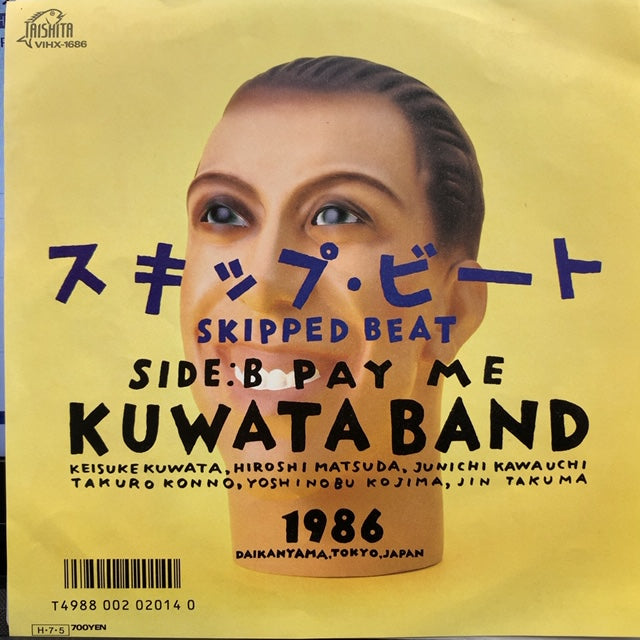 TAISHITA
VIHX-1686
スキップ・ビート
SKIPPED BEAT
SIDE:B PAY ME
KUWATA BAND
KEISUKE KUWATA, HIROSHI MATSUDA, JUNICHI KAWAUCHI
TAKURO KONNO, YOSHINOBU KOJIMA, JIN TAKUMA
1986
DAIKANYAMA, TOKYO, JAPAN
T4988 002 02014 0
H·7·5 700YEN